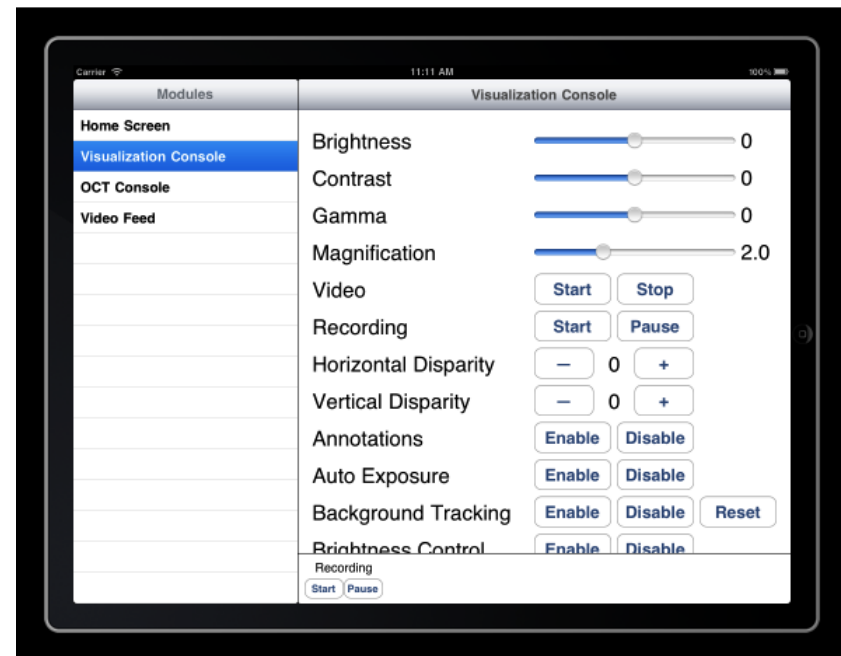 Carrier 11:11 AM 100%
Modules Visualization Console
Home Screen
Visualization Console
OCT Console
Video Feed
Brightness 0
Contrast 0
Gamma 0
Magnification 2.0
Video Start Stop
Recording Start Pause
Horizontal Disparity − 0 +
Vertical Disparity − 0 +
Annotations Enable Disable
Auto Exposure Enable Disable
Background Tracking Enable Disable Reset
Brightness Control Enable Disable
Recording
Start Pause